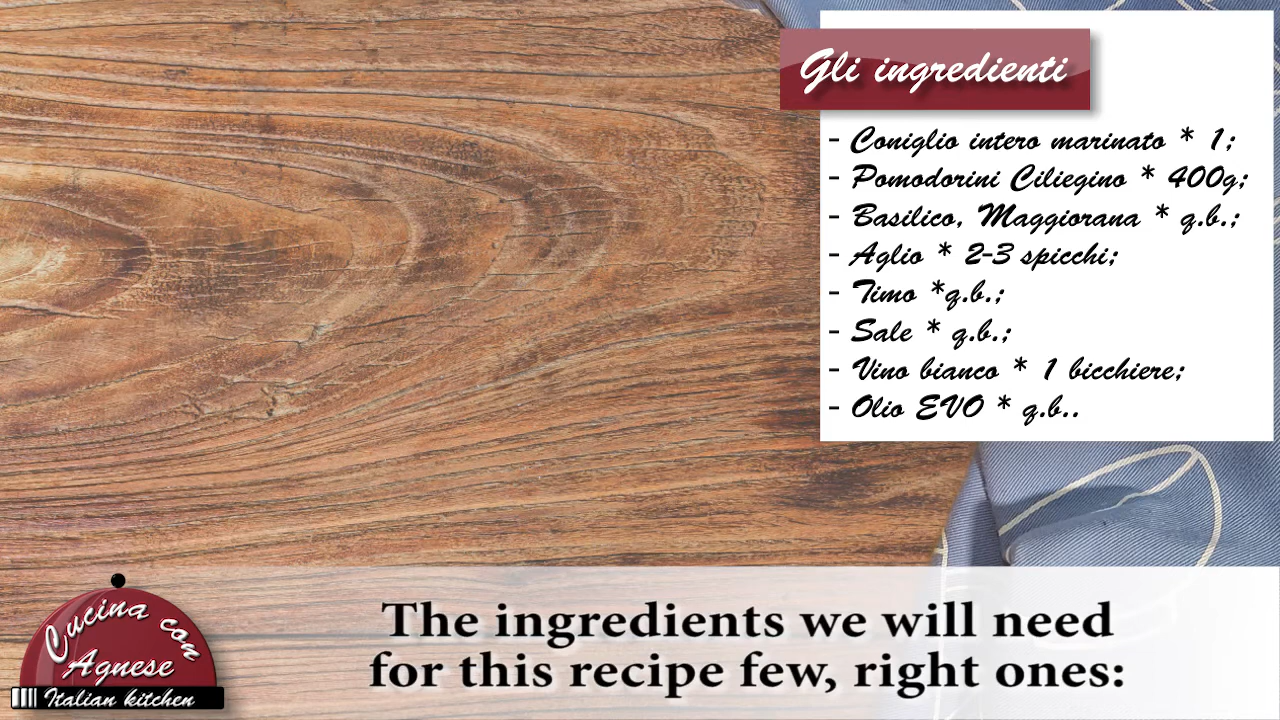 Gli ingredienti
- Coniglio intero marinato * 1;
- Pomodorini Ciliegino * 400g;
- Basilico, Maggiorana * q.b.;
- Aglio * 2-3 spicchi;
- Timo *q.b.;
- Sale * q.b.;
- Vino bianco * 1 bicchiere;
- Olio EVO * q.b..
The ingredients we will need
for this recipe few, right ones:
Cucina con
Agnese
Italian kitchen